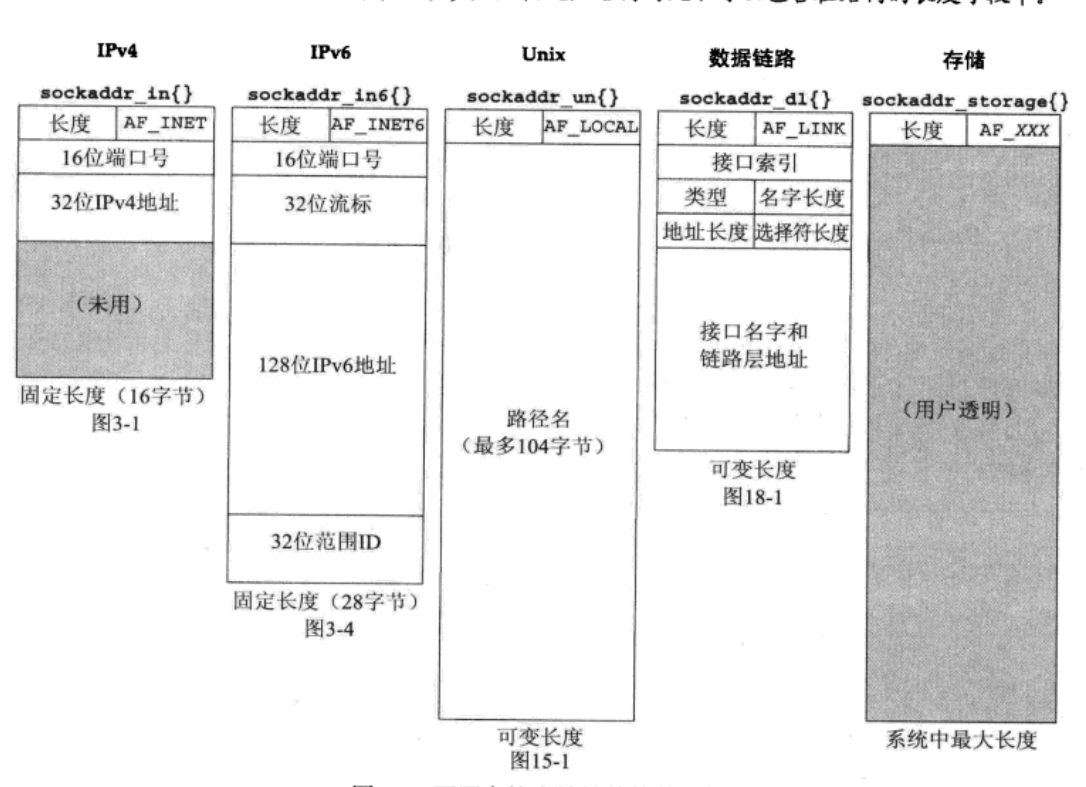 长度字段中.
IPv4 IPv6 Unix 数据链路 存储
sockaddr_in{} sockaddr_in6{} sockaddr_un{} sockaddr_dl{} sockaddr_storage{}
长度 AF_INET
16位端口号
32位IPv4地址
(未用)
固定长度(16字节)
图3-1
长度 AF_INET6
16位端口号
32位流标
128位IPv6地址
32位范围ID
固定长度(28字节)
图3-4
长度 AF_LOCAL
路径名
(最多104字节)
可变长度
图15-1
长度 AF_LINK
接口索引
类型 名字长度
地址长度 选择符长度
接口名字和
链路层地址
可变长度
图18-1
长度 AF_XXX
(用户透明)
系统中最大长度